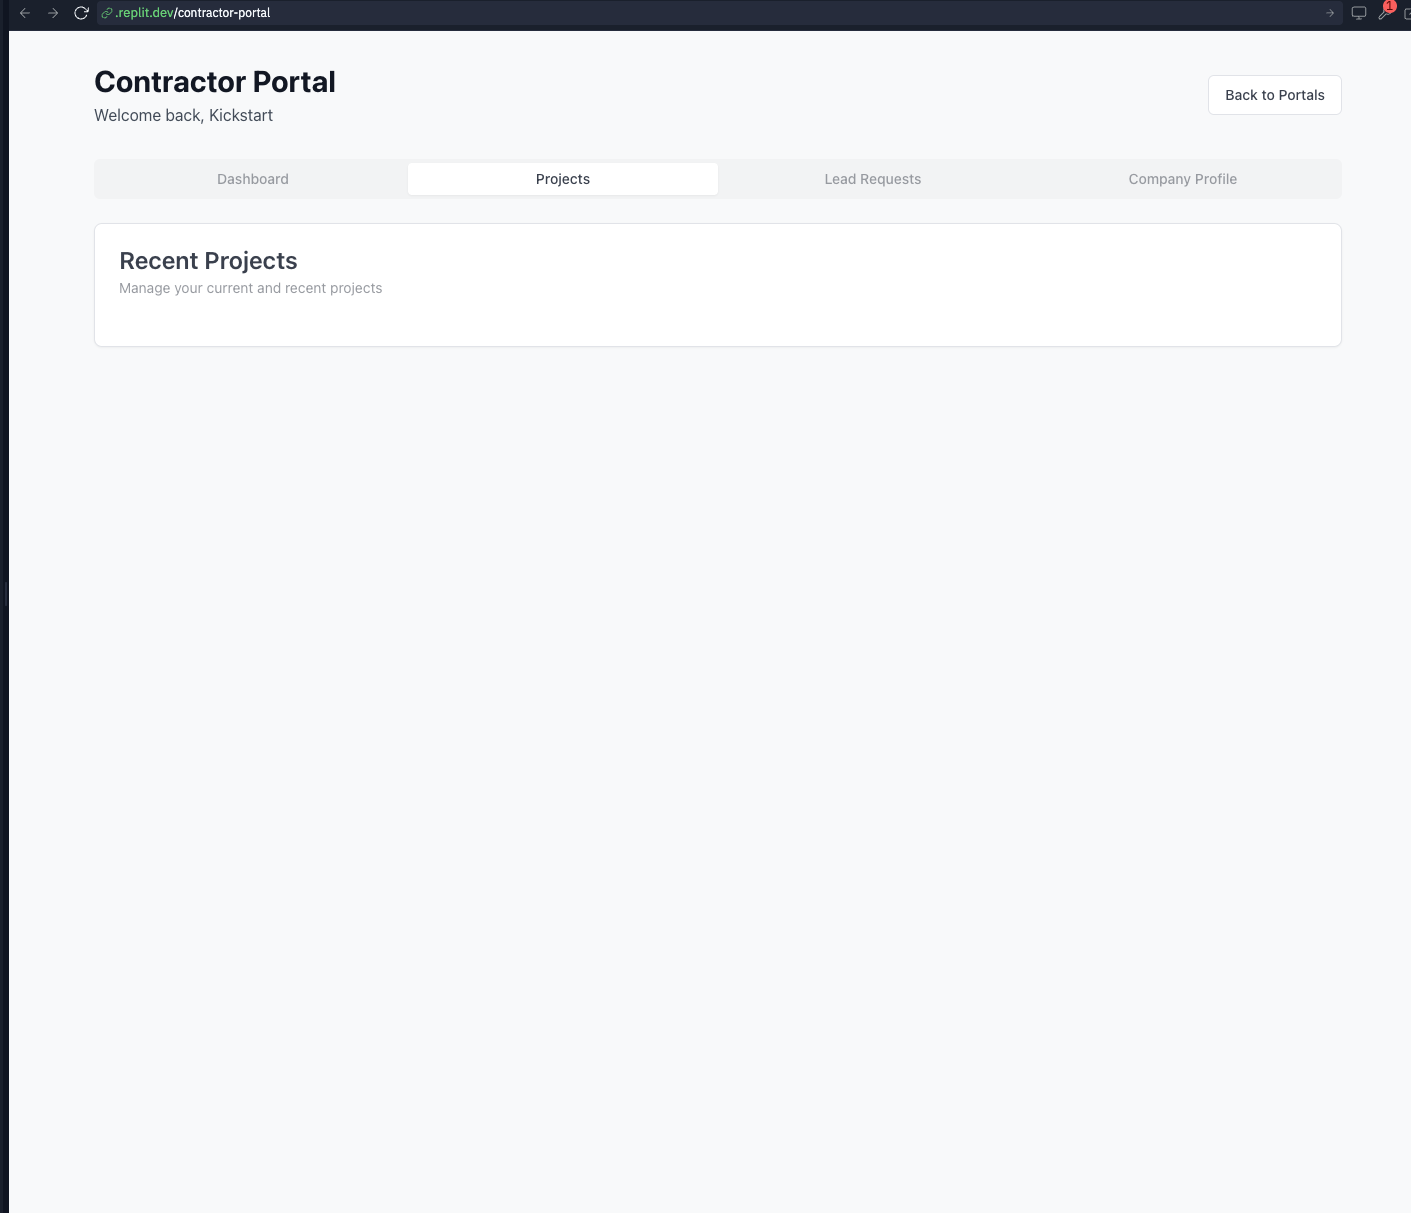 .replit.dev/contractor-portal
1
Contractor Portal
Welcome back, Kickstart
Back to Portals
Dashboard
Projects
Lead Requests
Company Profile
Recent Projects
Manage your current and recent projects